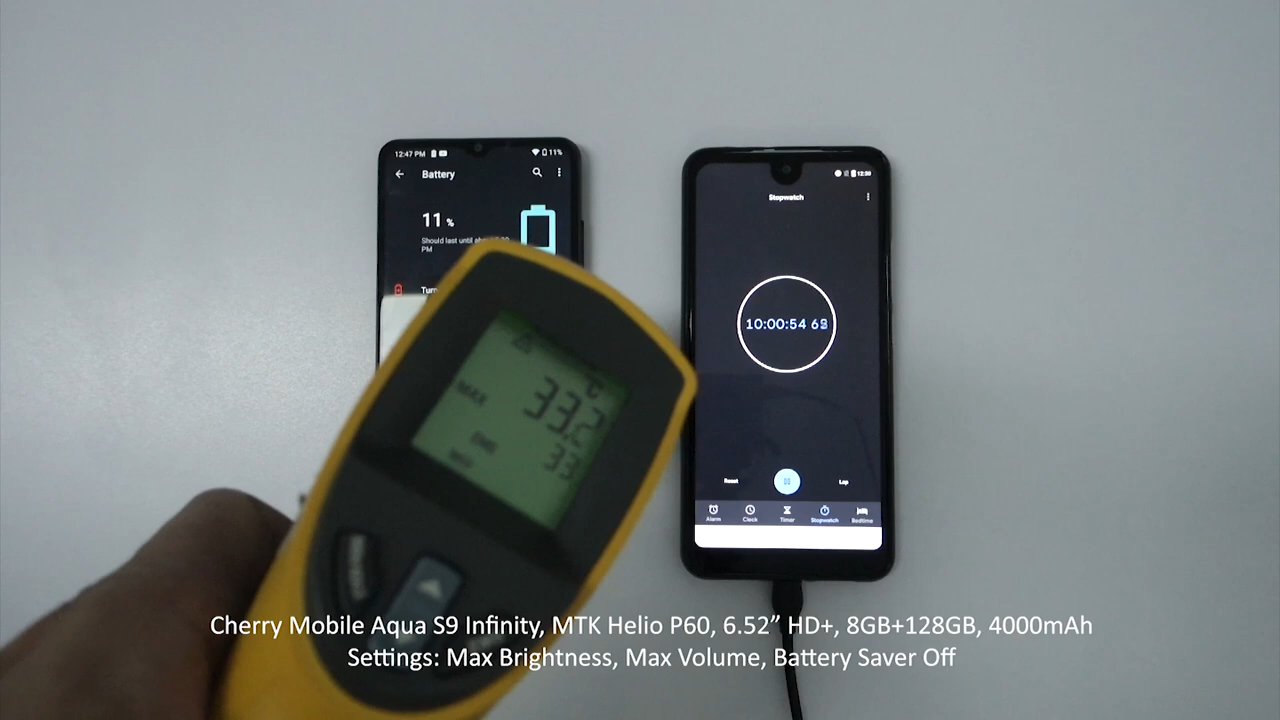 12:47 PM
11%
Battery
11 %
Should last until
PM
Stopwatch
10:00:54
Reset
Lap
Alarm
Clock
Timer
Stopwatch
Bedtime
°C
MAX
33.2
Cherry Mobile Aqua S9 Infinity, MTK Helio P60, 6.52” HD+, 8GB+128GB, 4000mAh
Settings: Max Brightness, Max Volume, Battery Saver Off